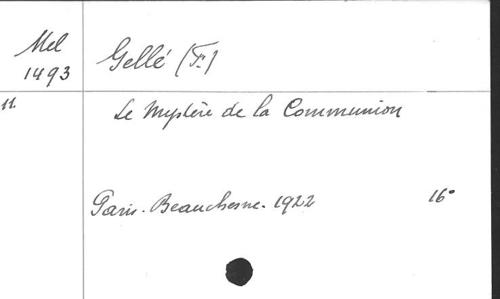 Mel
1493
Gellé (F.)
11.
Le Mystère de la Communion
Paris. Beauchesne. 1922 16°